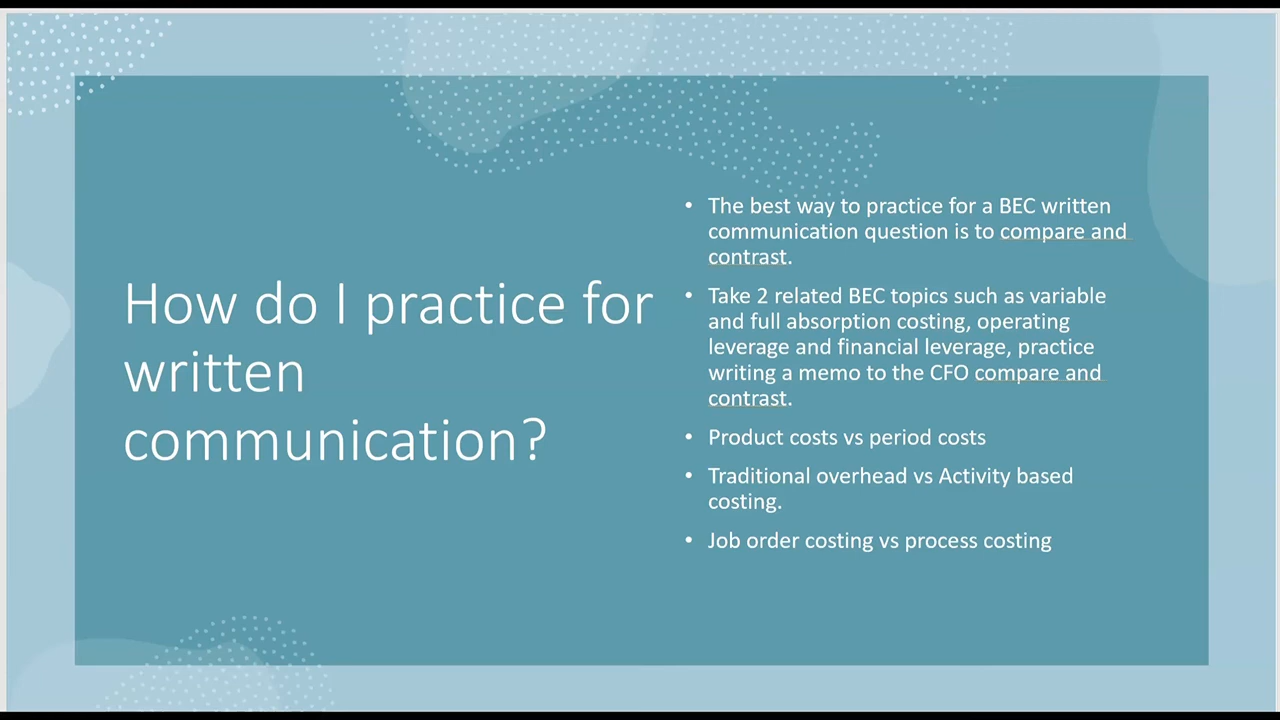 How do I practice for
written
communication?
• The best way to practice for a BEC written
communication question is to compare and
contrast.
• Take 2 related BEC topics such as variable
and full absorption costing, operating
leverage and financial leverage, practice
writing a memo to the CFO compare and
contrast.
• Product costs vs period costs
• Traditional overhead vs Activity based
costing.
• Job order costing vs process costing